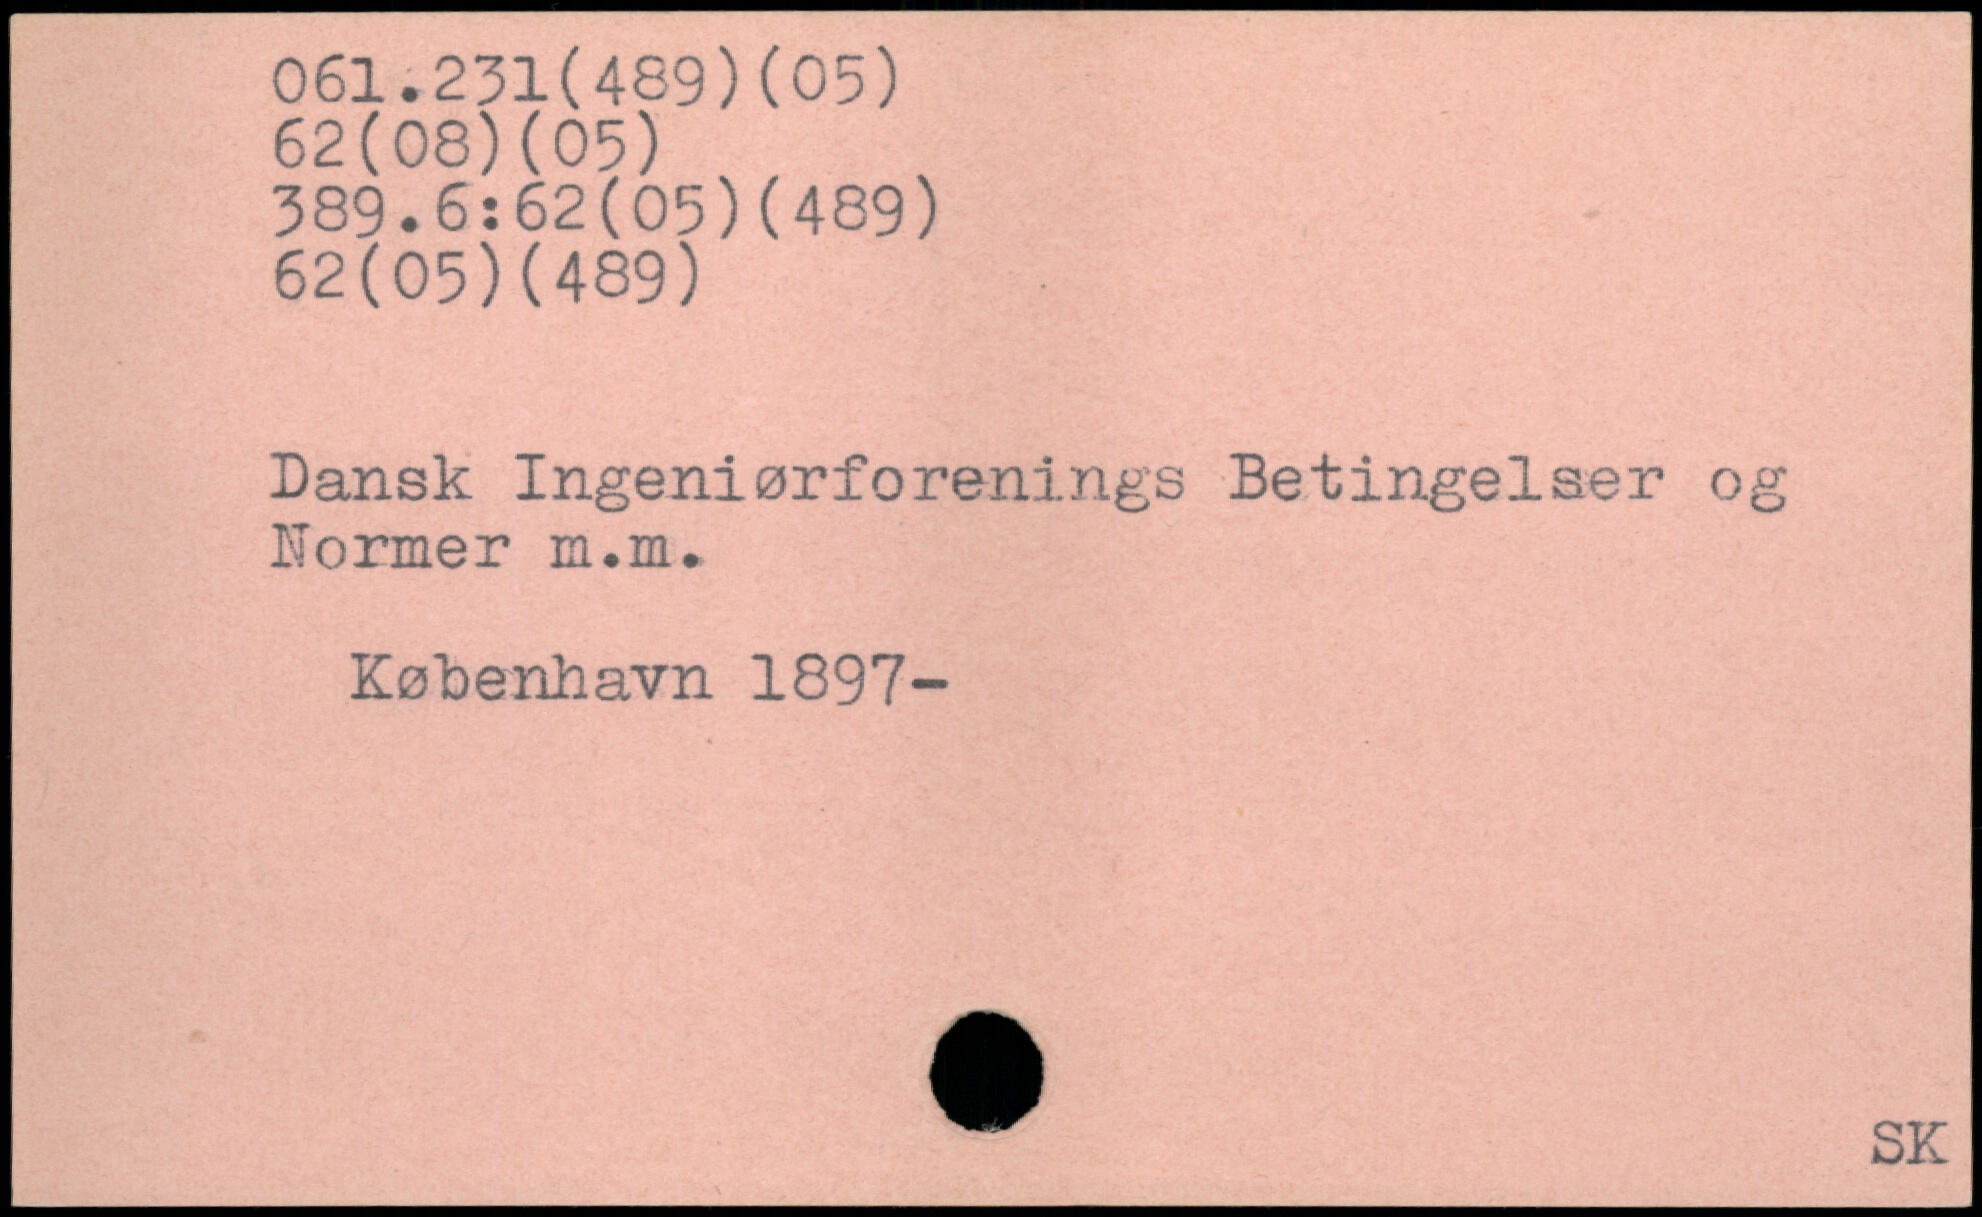 061.231(489)(05)
62(08)(05)
389.6:62(05)(489)
62(05)(489)
Dansk Ingeniørforenings Betingelser og
Normer m.m.
København 1897-
SK